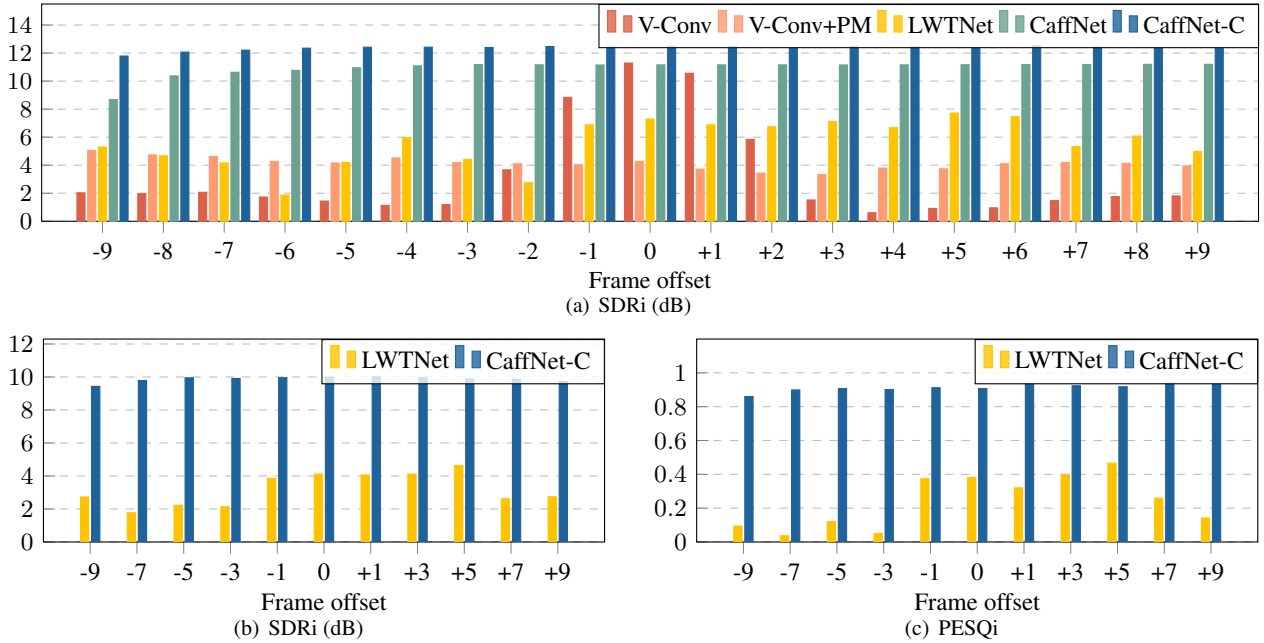 14
12
10
8
6
4
2
0
V-Conv V-Conv+PM LWTNet CaffNet CaffNet-C
-9 -8 -7 -6 -5 -4 -3 -2 -1 0 +1 +2 +3 +4 +5 +6 +7 +8 +9
Frame offset
(a) SDRi (dB)
12
10
8
6
4
2
0
LWTNet CaffNet-C
-9 -7 -5 -3 -1 0 +1 +3 +5 +7 +9
Frame offset
(b) SDRi (dB)
1
0.8
0.6
0.4
0.2
0
LWTNet CaffNet-C
-9 -7 -5 -3 -1 0 +1 +3 +5 +7 +9
Frame offset
(c) PESQi